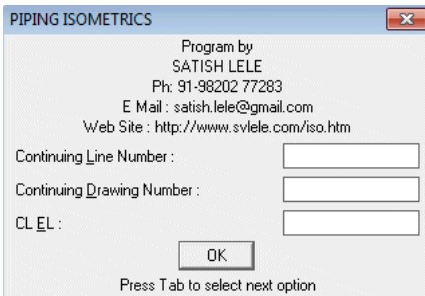 PIPING ISOMETRICS
Program by
SATISH LELE
Ph: 91-98202 77283
E Mail : satish.lele@gmail.com
Web Site : http://www.svlele.com/iso.htm
Continuing Line Number :
Continuing Drawing Number :
CL EL :
OK
Press Tab to select next option